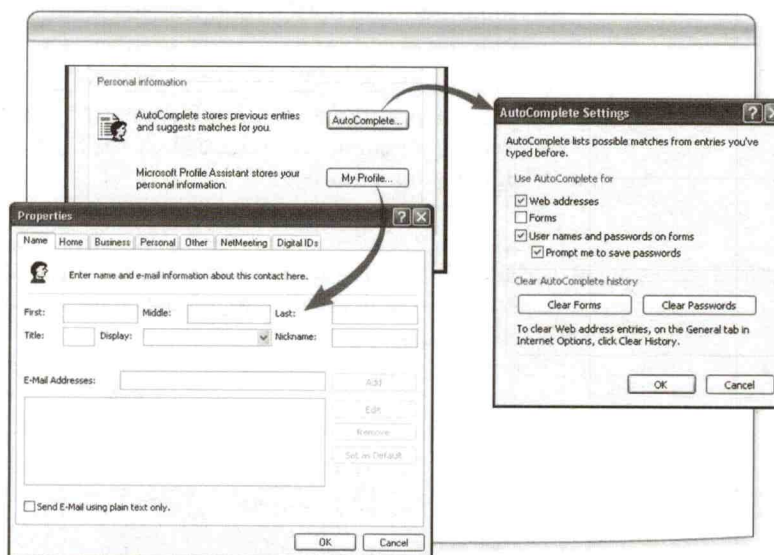 Personal information
AutoComplete stores previous entries
and suggests matches for you.
AutoComplete...
Microsoft Profile Assistant stores your
personal information.
My Profile...
AutoComplete Settings
AutoComplete lists possible matches from entries you've
typed before.
Use AutoComplete for
Web addresses
Forms
User names and passwords on forms
Prompt me to save passwords
Clear AutoComplete history
Clear Forms
Clear Passwords
To clear Web address entries, on the General tab in
Internet Options, click Clear History.
OK
Cancel
Properties
Name Home Business Personal Other NetMeeting Digital IDs
Enter name and e-mail information about this contact here.
First: Middle: Last:
Title: Display: Nickname:
E-Mail Addresses:
Add
Edit
Remove
Set as Default
Send E-Mail using plain text only.
OK
Cancel